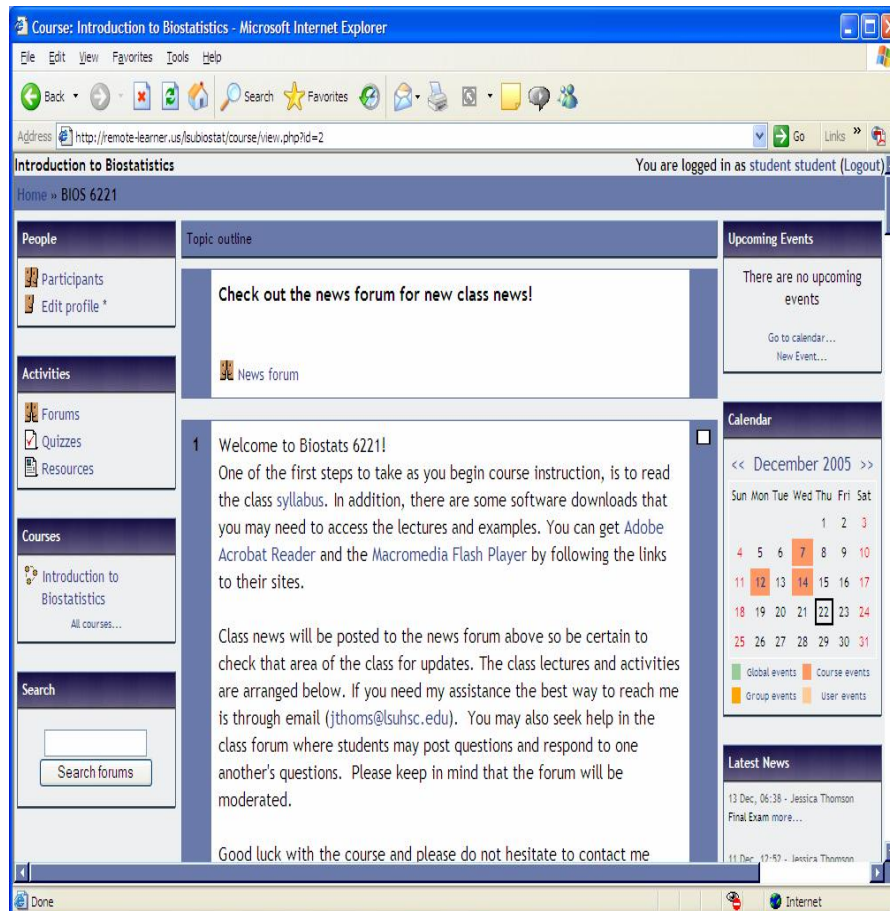 Course: Introduction to Biostatistics - Microsoft Internet Explorer
File Edit View Favorites Tools Help
Back Search Favorites
Address http://remote-learner.us/lsubiostat/course/view.php?id=2 Go Links »
Introduction to Biostatistics You are logged in as student student (Logout)
Home » BIOS 6221
People
Participants
Edit profile *
Activities
Forums
Quizzes
Resources
Courses
Introduction to
Biostatistics
All courses...
Search
Search forums
Topic outline
Check out the news forum for new class news!
News forum
1 Welcome to Biostats 6221!
One of the first steps to take as you begin course instruction, is to read
the class syllabus. In addition, there are some software downloads that
you may need to access the lectures and examples. You can get Adobe
Acrobat Reader and the Macromedia Flash Player by following the links
to their sites.
Class news will be posted to the news forum above so be certain to
check that area of the class for updates. The class lectures and activities
are arranged below. If you need my assistance the best way to reach me
is through email (jthoms@lsuhsc.edu). You may also seek help in the
class forum where students may post questions and respond to one
another's questions. Please keep in mind that the forum will be
moderated.
Good luck with the course and please do not hesitate to contact me
Upcoming Events
There are no upcoming
events
Go to calendar...
New Event...
Calendar
<< December 2005 >>
Sun Mon Tue Wed Thu Fri Sat
1 2 3
4 5 6 7 8 9 10
11 12 13 14 15 16 17
18 19 20 21 22 23 24
25 26 27 28 29 30 31
Global events Course events
Group events User events
Latest News
13 Dec, 06:38 - Jessica Thomson
Final Exam more...
11 Dec, 12:52 - Jessica Thomson
Done Internet